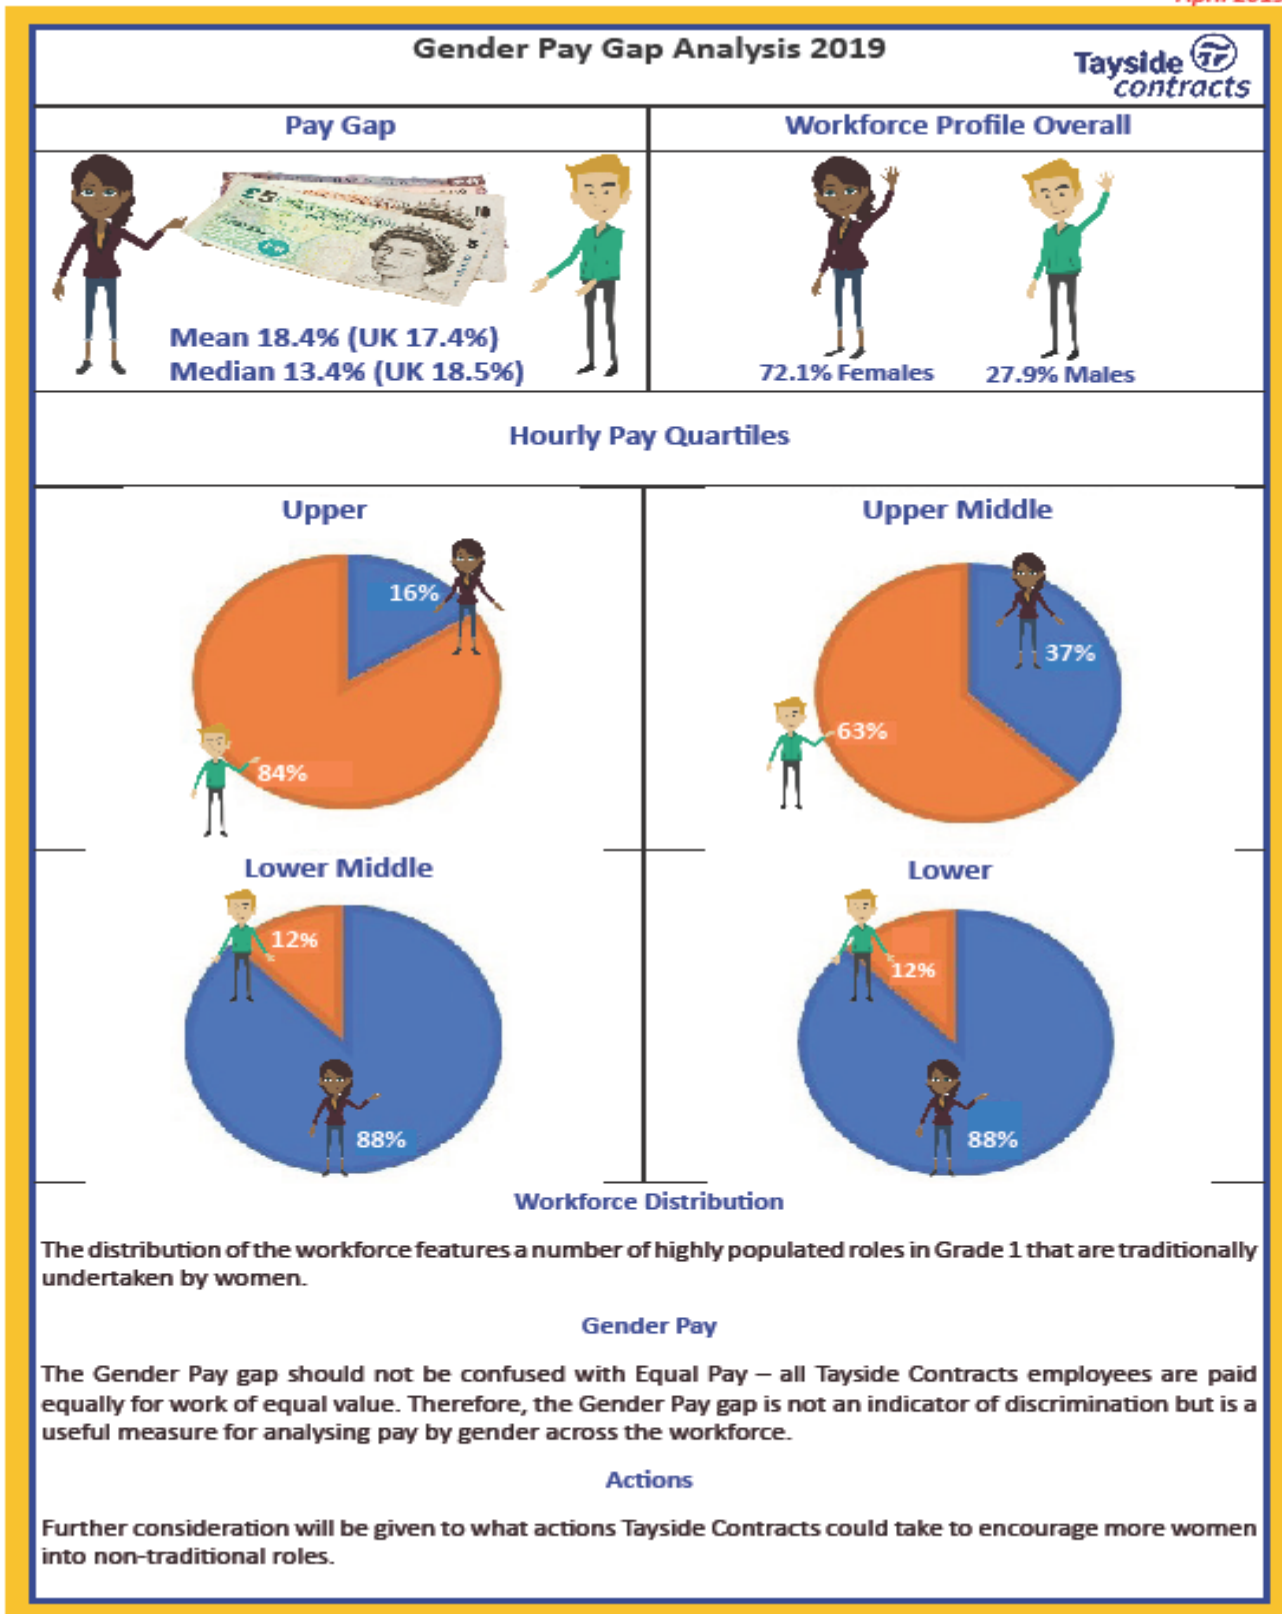 Gender Pay Gap Analysis 2019
Tayside
contracts
Pay Gap
Workforce Profile Overall
£5
10
Mean 18.4% (UK 17.4%)
Median 13.4% (UK 18.5%)
72.1% Females
27.9% Males
Hourly Pay Quartiles
Upper
Upper Middle
16%
84%
37%
63%
Lower Middle
Lower
12%
88%
12%
88%
Workforce Distribution
The distribution of the workforce features a number of highly populated roles in Grade 1 that are traditionally
undertaken by women.
Gender Pay
The Gender Pay gap should not be confused with Equal Pay – all Tayside Contracts employees are paid
equally for work of equal value. Therefore, the Gender Pay gap is not an indicator of discrimination but is a
useful measure for analysing pay by gender across the workforce.
Actions
Further consideration will be given to what actions Tayside Contracts could take to encourage more women
into non-traditional roles.